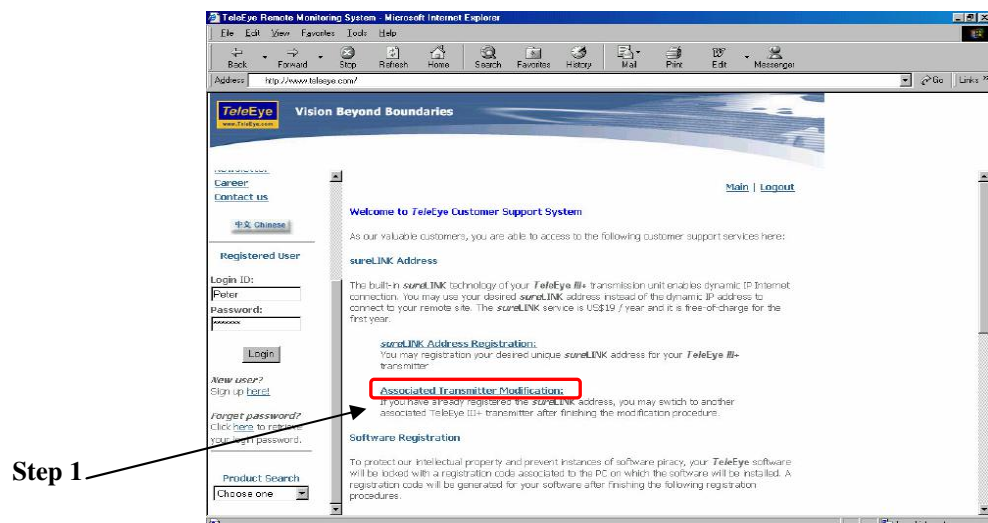 TeleEye Remote Monitoring System - Microsoft Internet Explorer
File Edit View Favorites Tools Help
Back Forward Stop Refresh Home Search Favorites History Mail Print Edit Messenger
Address http://www.teleeye.com/ Go Links »
TeleEye Vision Beyond Boundaries
www.TeleEye.com
Career
Contact us
中文 Chinese
Registered User
Login ID:
Peter
Password:
*******
Login
New user?
Sign up here!
Forget password?
Click here to retrieve
your login password.
Product Search
Choose one
Main | Logout
Welcome to TeleEye Customer Support System
As our valuable customers, you are able to access to the following customer support services here:
sureLINK Address
The built-in sureLINK technology of your TeleEye III+ transmission unit enables dynamic IP Internet
connection. You may use your desired sureLINK address instead of the dynamic IP address to
connect to your remote site. The sureLINK service is US$19 / year and it is free-of-charge for the
first year.
sureLINK Address Registration:
You may registration your desired unique sureLINK address for your TeleEye III+
transmitter
Associated Transmitter Modification:
If you have already registered the sureLINK address, you may switch to another
associated TeleEye III+ transmitter after finishing the modification procedure.
Software Registration
To protect our intellectual property and prevent instances of software piracy, your TeleEye software
will be locked with a registration code associated to the PC on which the software will be installed. A
registration code will be generated for your software after finishing the following registration
procedures.
Step 1